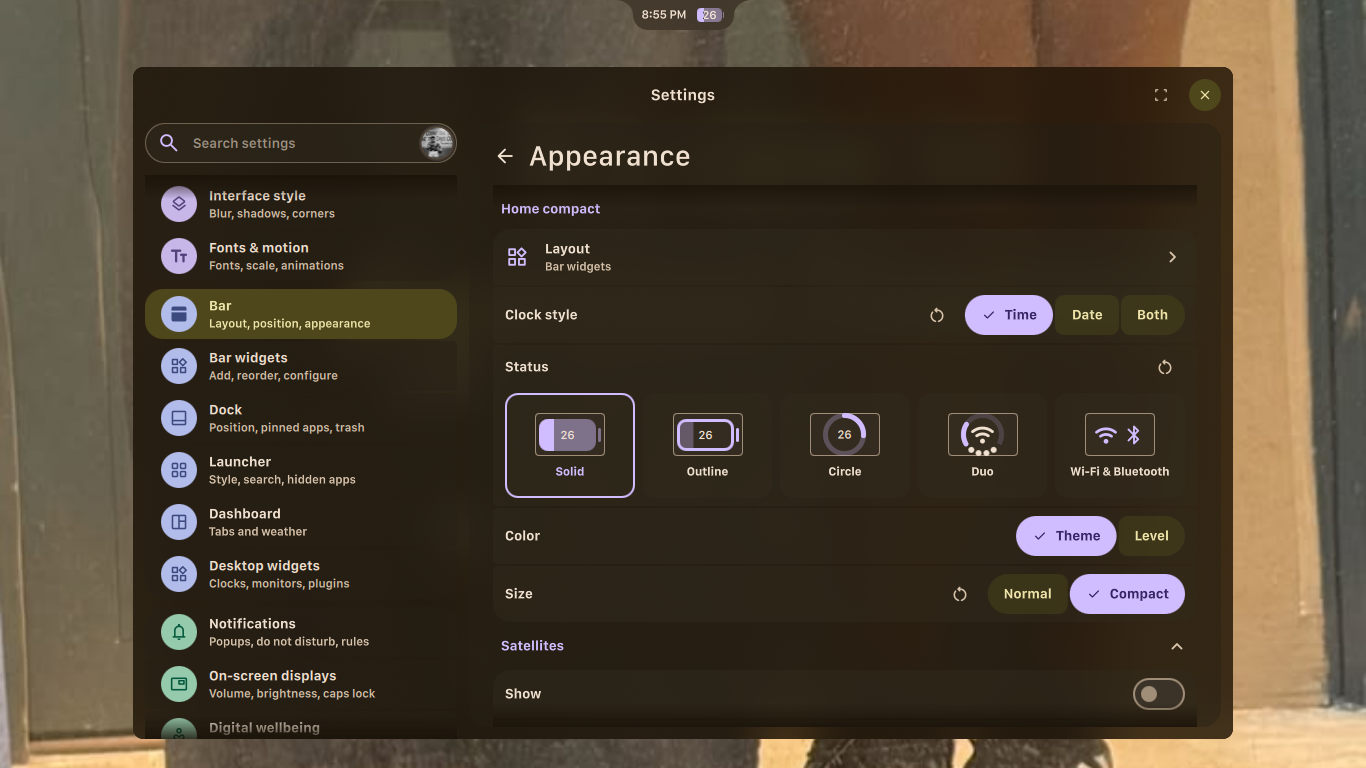 8:55 PM 26
Settings
Search settings
Interface style
Blur, shadows, corners
Fonts & motion
Fonts, scale, animations
Bar
Layout, position, appearance
Bar widgets
Add, reorder, configure
Dock
Position, pinned apps, trash
Launcher
Style, search, hidden apps
Dashboard
Tabs and weather
Desktop widgets
Clocks, monitors, plugins
Notifications
Popups, do not disturb, rules
On-screen displays
Volume, brightness, caps lock
Digital wellbeing
Appearance
Home compact
Layout
Bar widgets
Clock style
Time Date Both
Status
26 26 26
Solid Outline Circle Duo Wi-Fi & Bluetooth
Color
Theme Level
Size
Normal Compact
Satellites
Show